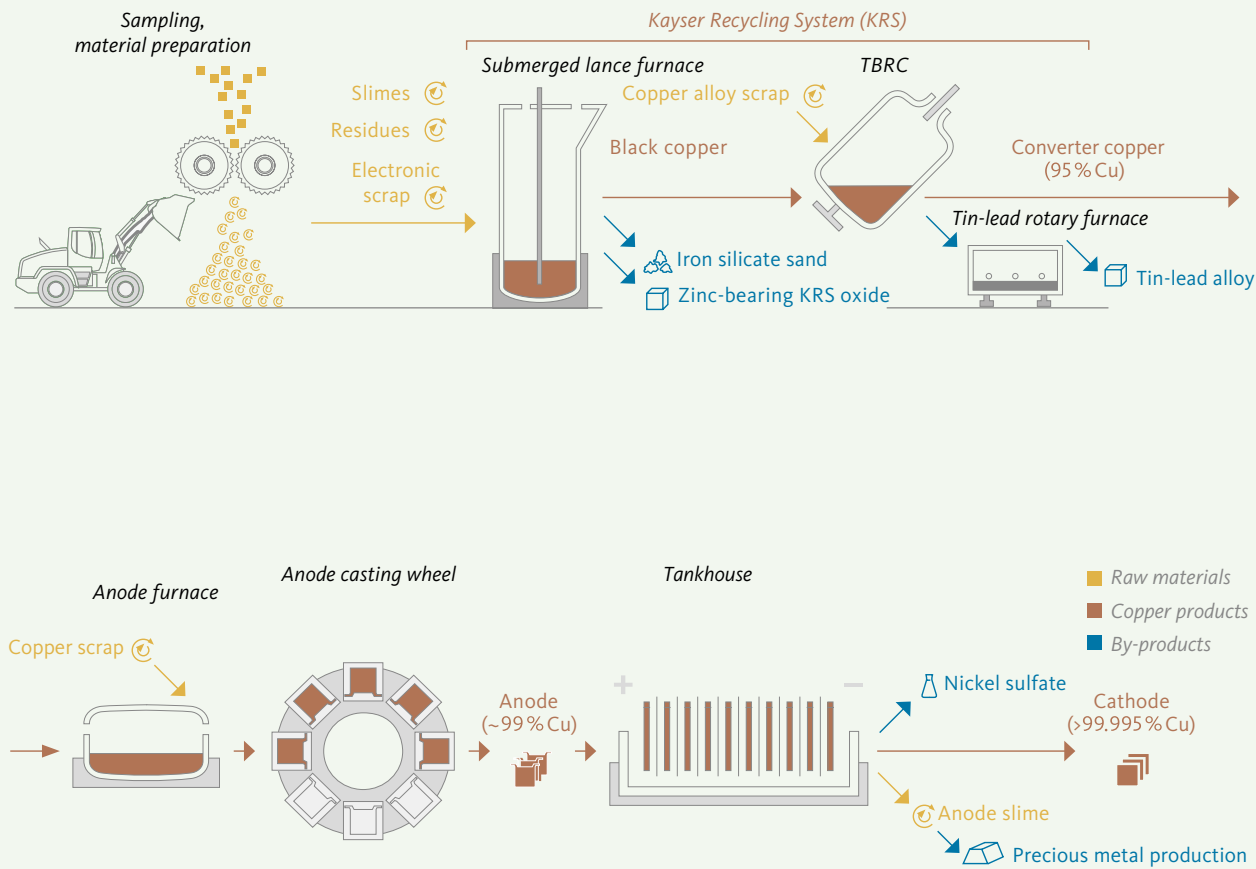 Sampling,
material preparation
Kayser Recycling System (KRS)
Submerged lance furnace
TBRC
Slimes
Residues
Electronic
scrap
Copper alloy scrap
Black copper
Converter copper
(95 % Cu)
Tin-lead rotary furnace
Iron silicate sand
Zinc-bearing KRS oxide
Tin-lead alloy
Anode furnace
Anode casting wheel
Tankhouse
Raw materials
Copper products
By-products
Copper scrap
Anode
(~99 % Cu)
+
−
Nickel sulfate
Cathode
(>99.995 % Cu)
Anode slime
Precious metal production